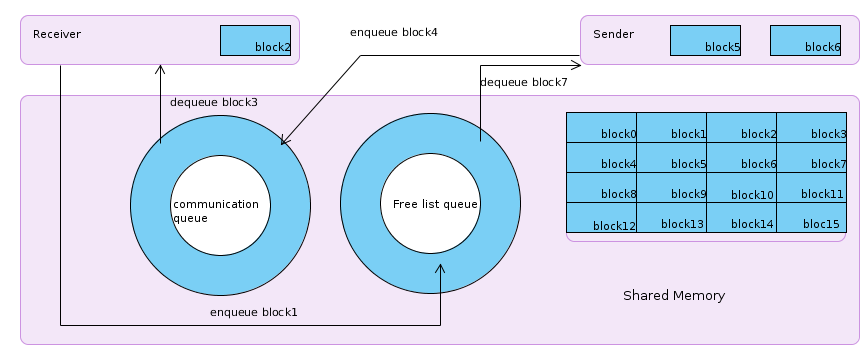 Receiver
block2
enqueue block4
Sender
block5
block6
dequeue block7
dequeue block3
communication
queue
Free list queue
block0 block1 block2 block3
block4 block5 block6 block7
block8 block9 block10 block11
block12 block13 block14 bloc15
Shared Memory
enqueue block1